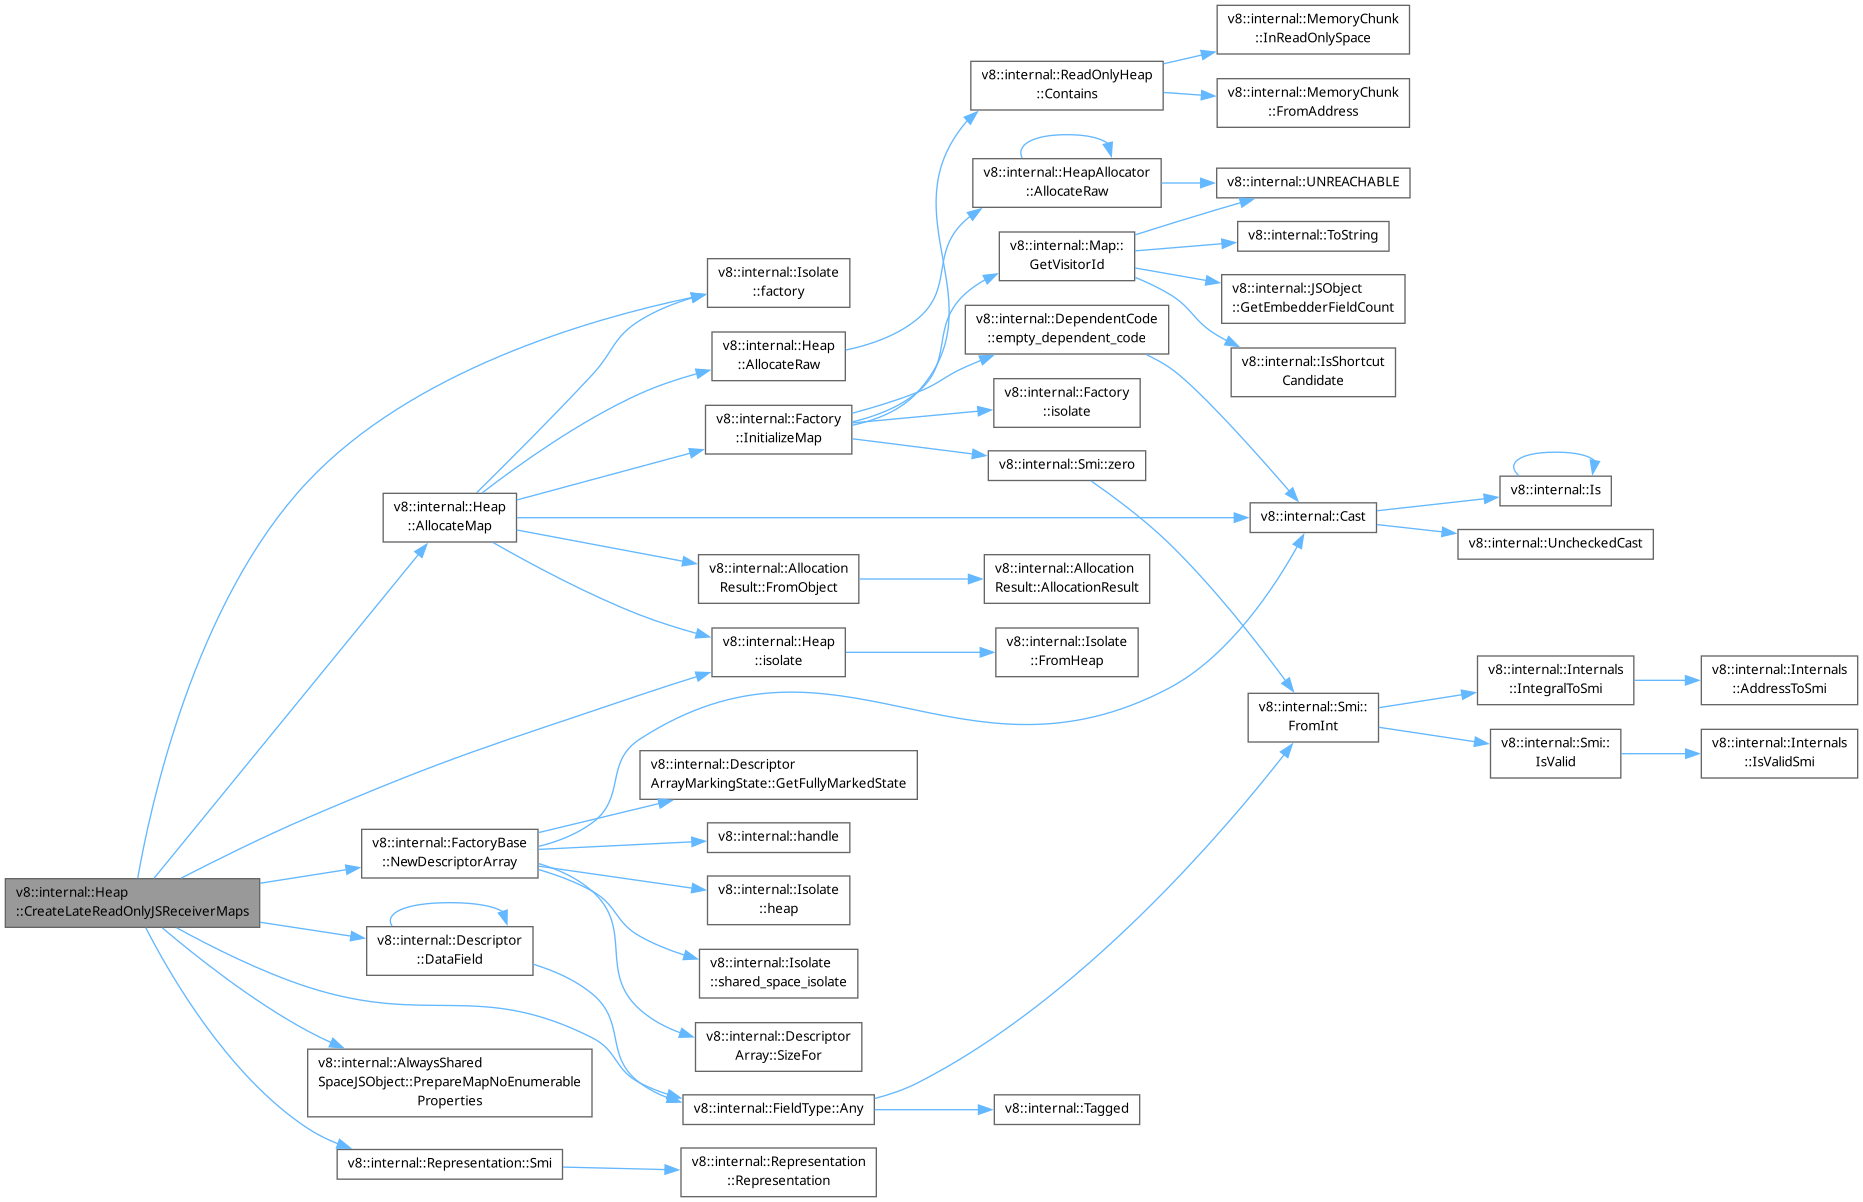 v8::internal::MemoryChunk
::InReadOnlySpace
v8::internal::ReadOnlyHeap
::Contains
v8::internal::MemoryChunk
::FromAddress
v8::internal::HeapAllocator
::AllocateRaw
v8::internal::UNREACHABLE
v8::internal::Map::
GetVisitorId
v8::internal::ToString
v8::internal::Isolate
::factory
v8::internal::JSObject
::GetEmbedderFieldCount
v8::internal::DependentCode
::empty_dependent_code
v8::internal::Heap
::AllocateRaw
v8::internal::IsShortcut
Candidate
v8::internal::Factory
::isolate
v8::internal::Factory
::InitializeMap
v8::internal::Smi::zero
v8::internal::Is
v8::internal::Heap
::AllocateMap
v8::internal::Cast
v8::internal::UncheckedCast
v8::internal::Allocation
Result::FromObject
v8::internal::Allocation
Result::AllocationResult
v8::internal::Heap
::isolate
v8::internal::Isolate
::FromHeap
v8::internal::Internals
::IntegralToSmi
v8::internal::Internals
::AddressToSmi
v8::internal::Smi::
FromInt
v8::internal::Smi::
IsValid
v8::internal::Internals
::IsValidSmi
v8::internal::Descriptor
ArrayMarkingState::GetFullyMarkedState
v8::internal::handle
v8::internal::FactoryBase
::NewDescriptorArray
v8::internal::Isolate
::heap
v8::internal::Heap
::CreateLateReadOnlyJSReceiverMaps
v8::internal::Descriptor
::DataField
v8::internal::Isolate
::shared_space_isolate
v8::internal::Descriptor
Array::SizeFor
v8::internal::AlwaysShared
SpaceJSObject::PrepareMapNoEnumerable
Properties
v8::internal::FieldType::Any
v8::internal::Tagged
v8::internal::Representation::Smi
v8::internal::Representation
::Representation